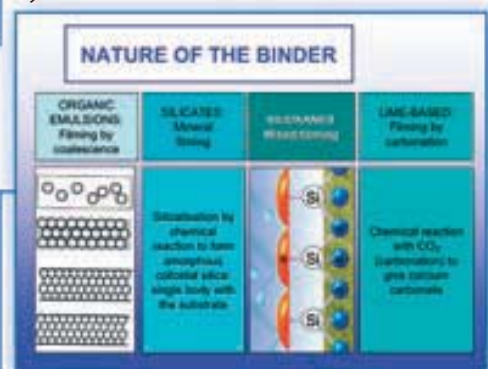 NATURE OF THE BINDER
ORGANIC
EMULSIONS:
Filming by
coalescence
SILICATES:
Mineral
filming
SILOXANES
Mixed filming
LIME-BASED:
Filming by
carbonation
Silicatisation by
chemical
reaction to form
amorphous
colloidal silica:
single body with
the substrate
Si
Si
Si
Chemical reaction
with CO₂
(carbonation) to
give calcium
carbonate